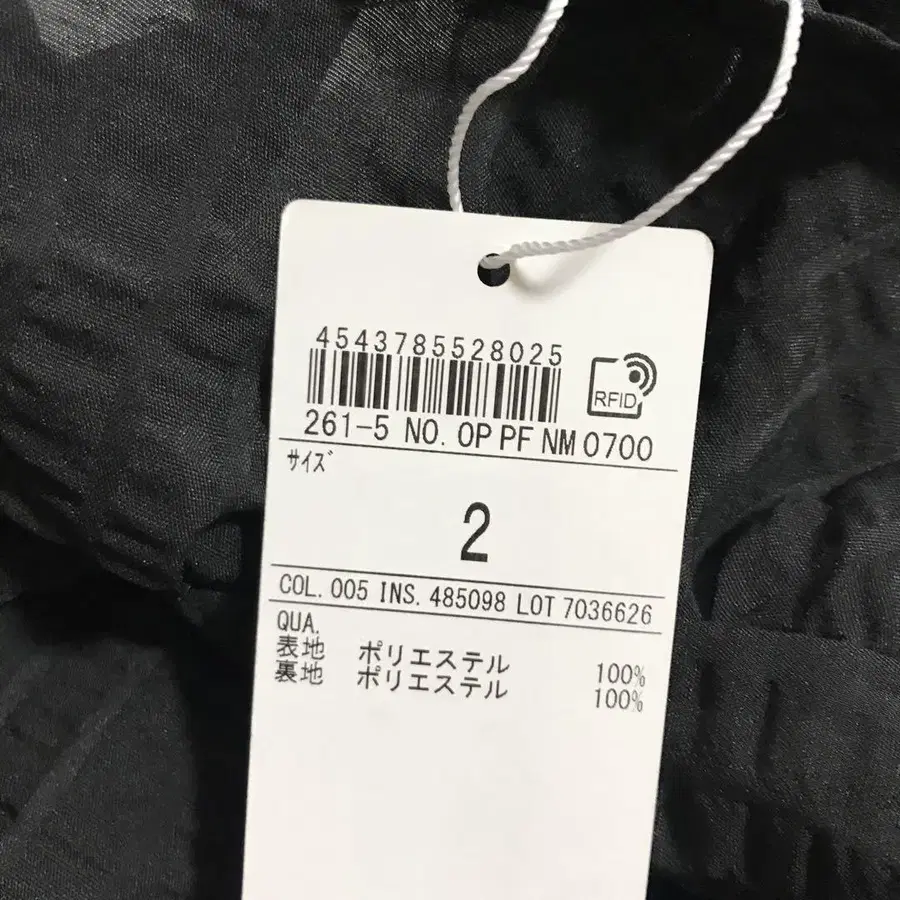 4543785528025
RFID
261-5 NO. OP PF NM 0700
サイズ
2
COL. 005 INS. 485098 LOT 7036626
QUA.
表地 ポリエステル 100%
裏地 ポリエステル 100%